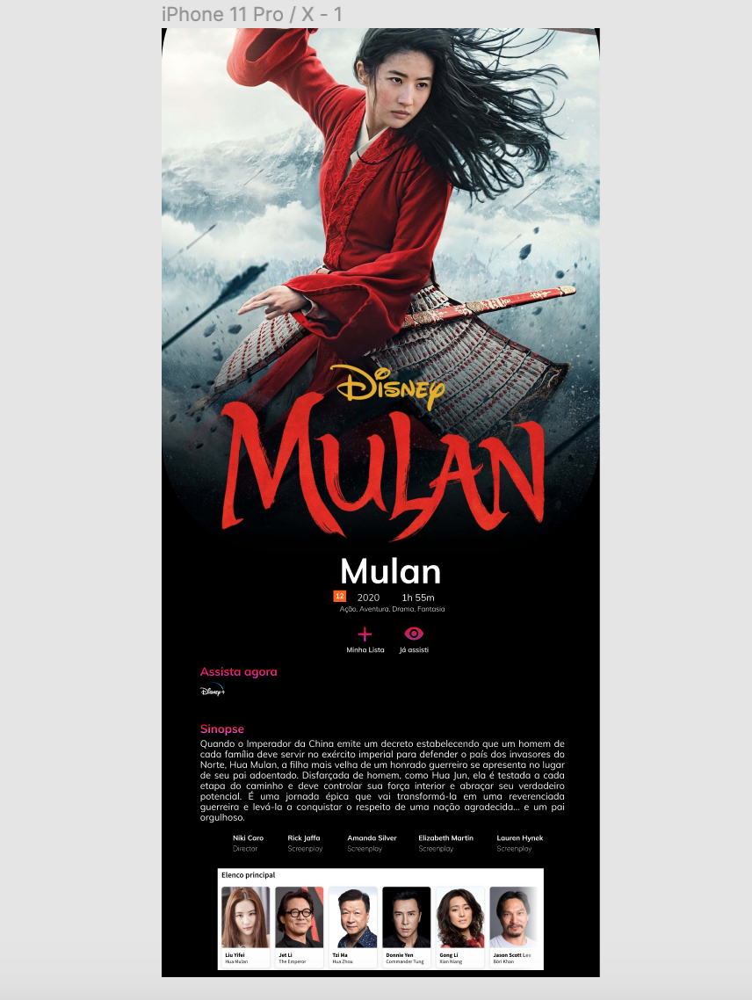 iPhone 11 Pro / X - 1
Disney
MULAN
Mulan
12 2020 1h 55m
Ação, Aventura, Drama, Fantasia
Minha Lista Já assisti
Assista agora
Disney+
Sinopse
Quando o Imperador da China emite um decreto estabelecendo que um homem de
cada família deve servir no exército imperial para defender o país dos invasores do
Norte, Hua Mulan, a filha mais velha de um honrado guerreiro se apresenta no lugar
de seu pai adoentado. Disfarçada de homem, como Hua Jun, ela é testada a cada
etapa do caminho e deve controlar sua força interior e abraçar seu verdadeiro
potencial. É uma jornada épica que vai transformá-la em uma reverenciada
guerreira e levá-la a conquistar o respeito de uma nação agradecida... e um pai
orgulhoso.
Niki Caro Rick Jaffa Amanda Silver Elizabeth Martin Lauren Hynek
Director Screenplay Screenplay Screenplay Screenplay
Elenco principal
Liu Yifei Jet Li Tzi Ma Donnie Yen Gong Li Jason Scott Lee
Hua Mulan The Emperor Hua Zhou Commander Tung Xian Niang Böri Khan